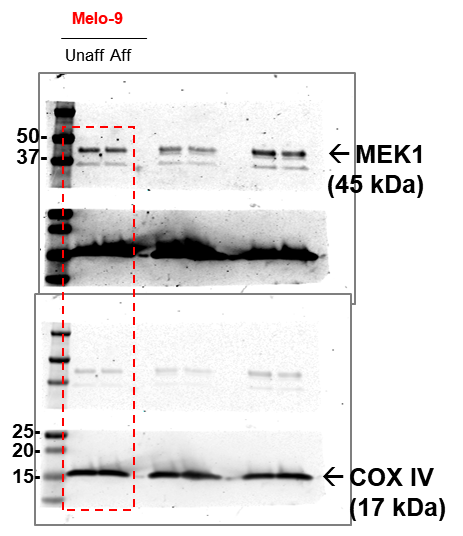 Melo-9
Unaff Aff
50-
37-
←MEK1
(45 kDa)
25-
20-
15-
←COX IV
(17 kDa)